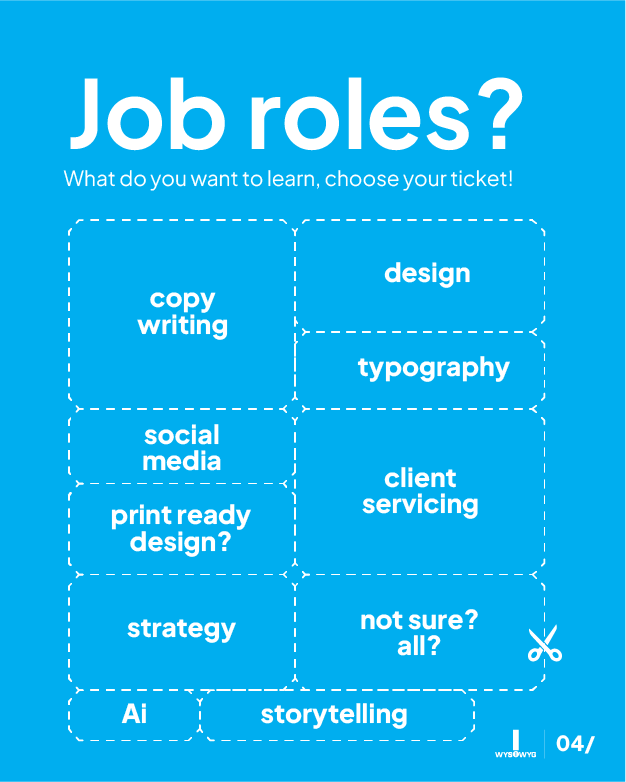 Job roles?
What do you want to learn, choose your ticket!
copy
writing
design
typography
social
media
client
servicing
print ready
design?
strategy
not sure?
all?
Ai
storytelling
WYSIWYG
04/